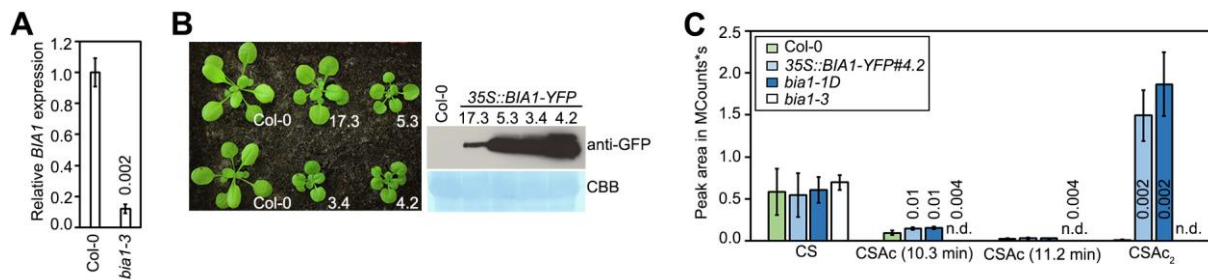 A
Relative BIA1 expression
1.2
1.0
0.8
0.6
0.4
0.2
0.0
0.002
Col-0
bia1-3
B
Col-0
17.3
5.3
Col-0
3.4
4.2
Col-0
35S::BIA1-YFP
17.3 5.3 3.4 4.2
anti-GFP
CBB
C
Peak area in MCounts*s
2.5
2.0
1.5
1.0
0.5
0.0
Col-0
35S::BIA1-YFP#4.2
bia1-1D
bia1-3
0.01
0.01
0.004
n.d.
0.004
n.d.
0.002
0.002
n.d.
CS
CSAc (10.3 min)
CSAc (11.2 min)
CSAc₂